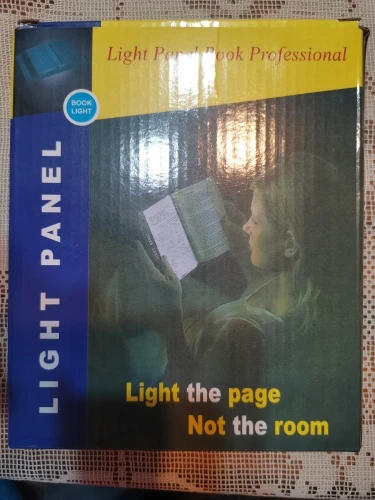 Light Panel Book Professional
BOOK
LIGHT
LIGHT PANEL
Light the page
Not the room